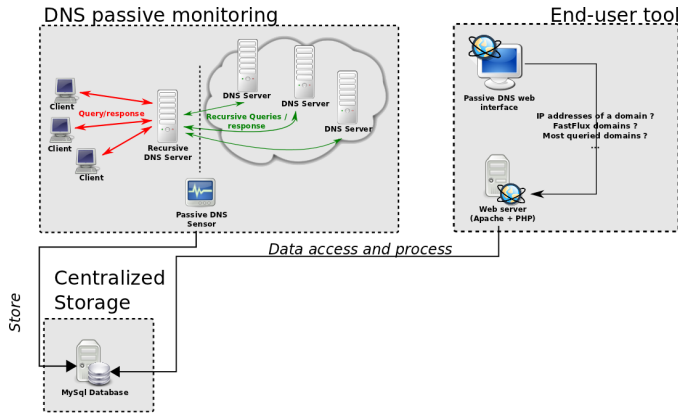 DNS passive monitoring
End-user tool
DNS Server
DNS Server
DNS Server
Client
Client
Client
Query/response
Recursive
DNS Server
Recursive Queries /
response
Passive DNS
Sensor
Passive DNS web
interface
IP addresses of a domain ?
FastFlux domains ?
Most queried domains ?
...
Web server
(Apache + PHP)
Data access and process
Store
Centralized
Storage
MySql Database